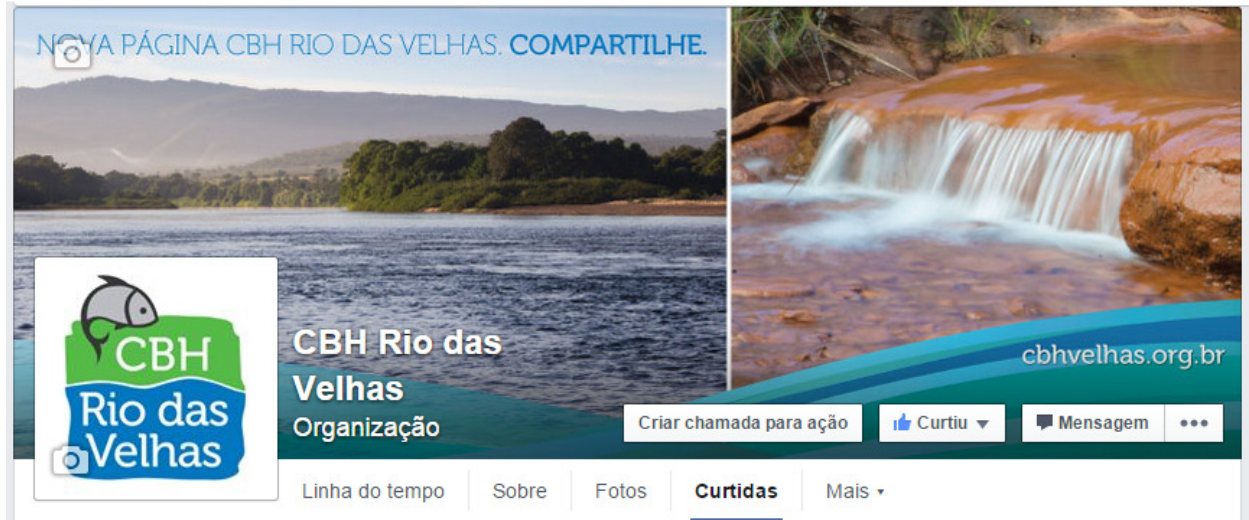 NOVA PÁGINA CBH RIO DAS VELHAS. COMPARTILHE.
cbhvelhas.org.br
CBH
Rio das
Velhas
CBH Rio das
Velhas
Organização
Criar chamada para ação
Curtiu
Mensagem
Linha do tempo
Sobre
Fotos
Curtidas
Mais